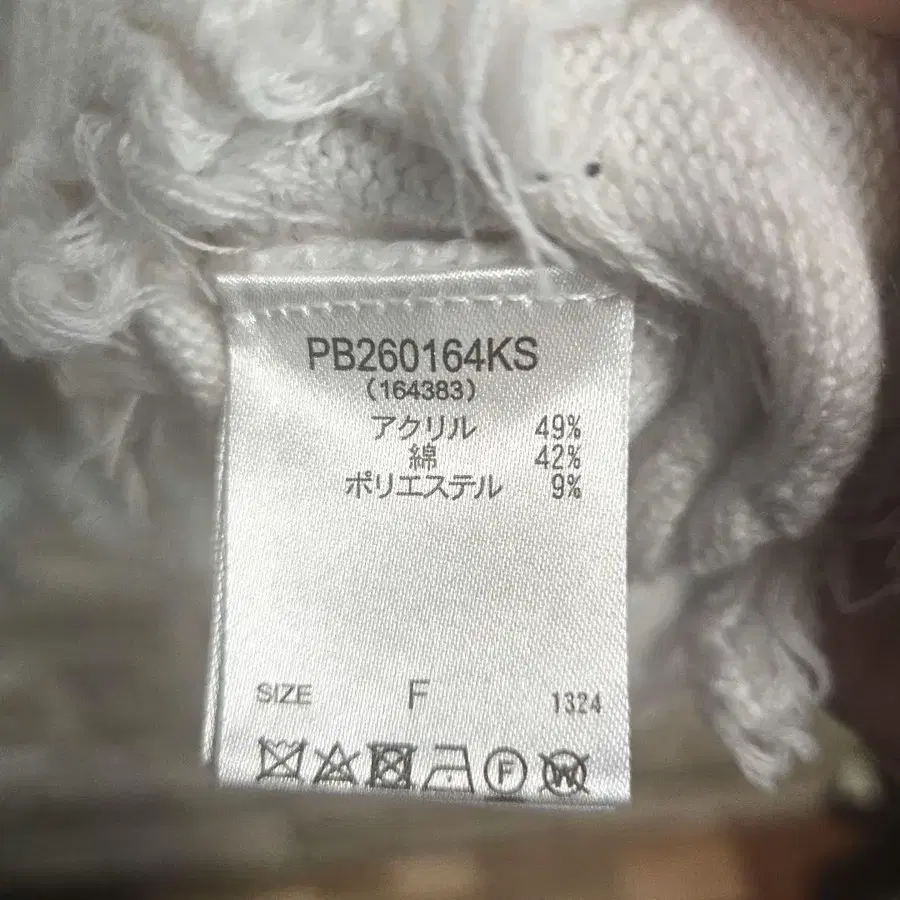 PB260164KS
(164383)
アクリル 49%
綿 42%
ポリエステル 9%
SIZE F 1324
F W